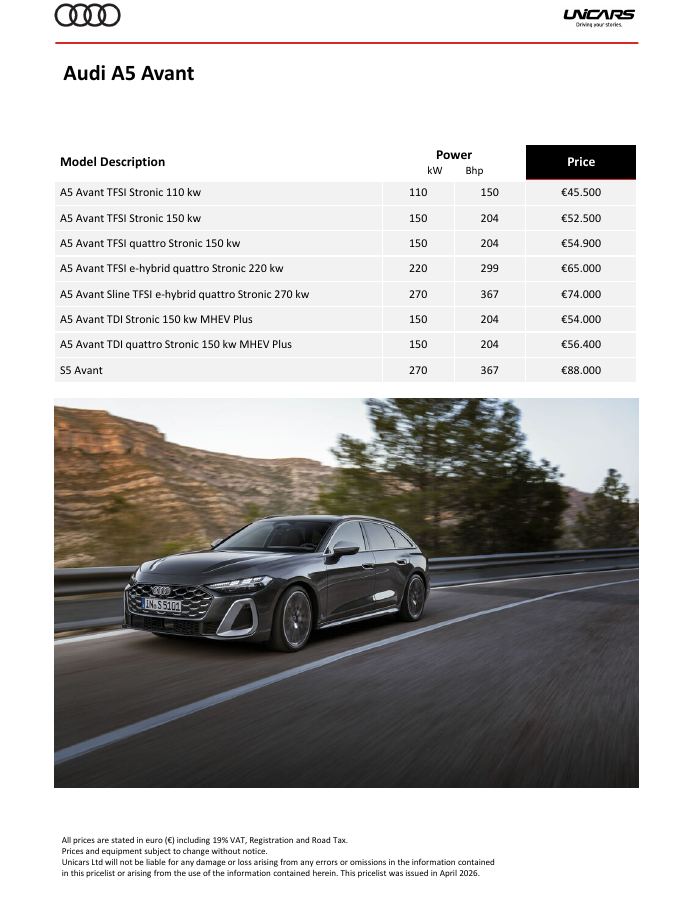 UNICARS
Driving your stories.
Audi A5 Avant
Model Description Power Price
kW Bhp
A5 Avant TFSI Stronic 110 kw 110 150 €45.500
A5 Avant TFSI Stronic 150 kw 150 204 €52.500
A5 Avant TFSI quattro Stronic 150 kw 150 204 €54.900
A5 Avant TFSI e-hybrid quattro Stronic 220 kw 220 299 €65.000
A5 Avant Sline TFSI e-hybrid quattro Stronic 270 kw 270 367 €74.000
A5 Avant TDI Stronic 150 kw MHEV Plus 150 204 €54.000
A5 Avant TDI quattro Stronic 150 kw MHEV Plus 150 204 €56.400
S5 Avant 270 367 €88.000
IN·S 5101
All prices are stated in euro (€) including 19% VAT, Registration and Road Tax.
Prices and equipment subject to change without notice.
Unicars Ltd will not be liable for any damage or loss arising from any errors or omissions in the information contained
in this pricelist or arising from the use of the information contained herein. This pricelist was issued in April 2026.